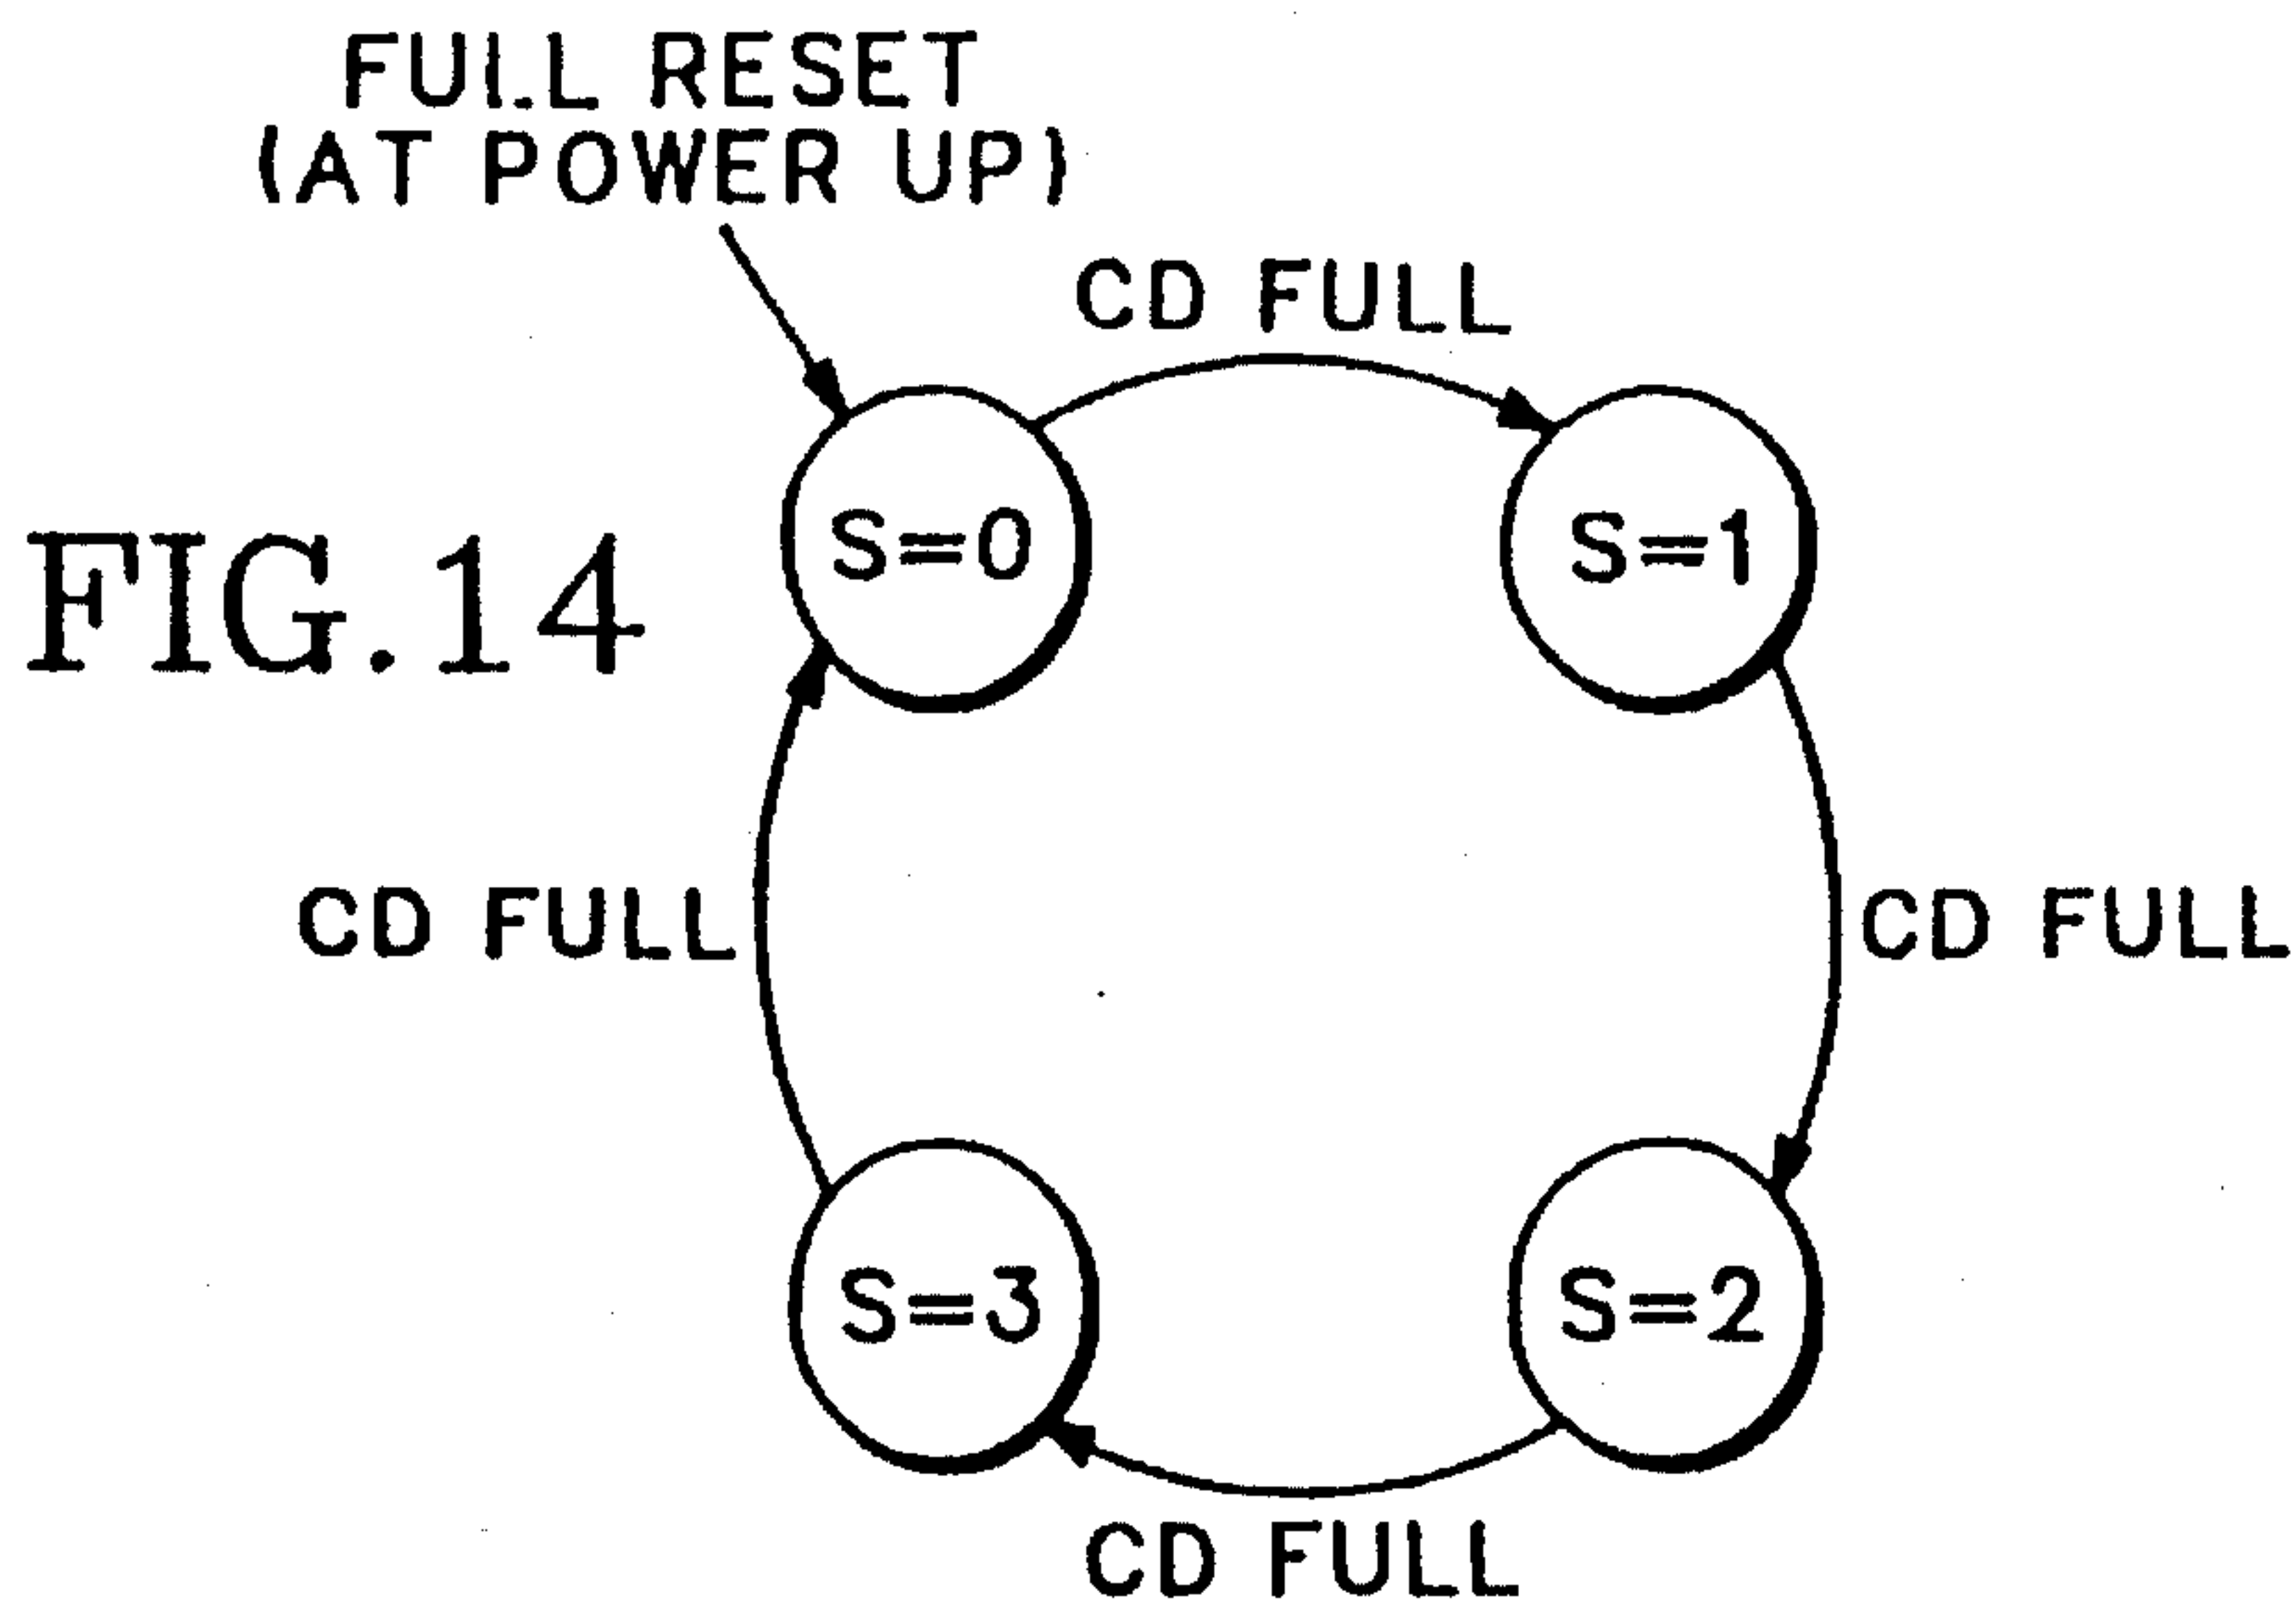 FULL RESET
(AT POWER UP)
CD FULL
S=0
S=1
FIG.14
CD FULL
CD FULL
S=3
S=2
CD FULL